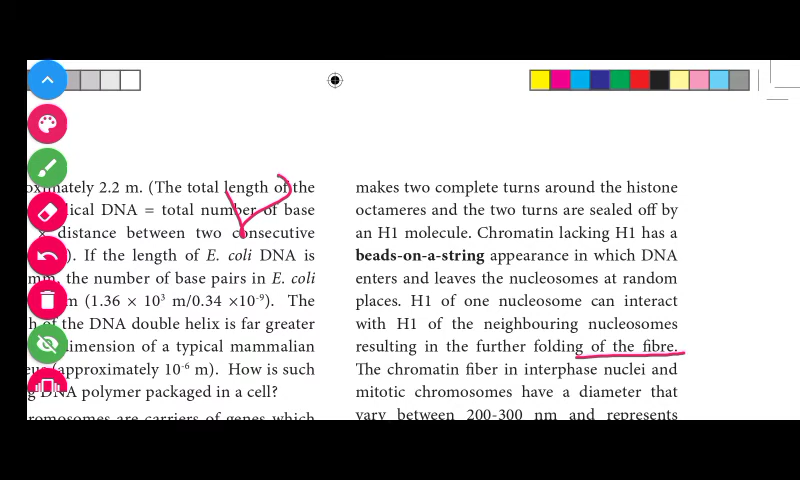 oximately 2.2 m. (The total length of the
lical DNA = total number of base
× distance between two consecutive
). If the length of E. coli DNA is
mm, the number of base pairs in E. coli
m (1.36 × 10³ m/0.34 ×10⁻⁹). The
h of the DNA double helix is far greater
dimension of a typical mammalian
(approximately 10⁻⁶ m). How is such
g DNA polymer packaged in a cell?
romosomes are carriers of genes which
makes two complete turns around the histone
octameres and the two turns are sealed off by
an H1 molecule. Chromatin lacking H1 has a
beads-on-a-string appearance in which DNA
enters and leaves the nucleosomes at random
places. H1 of one nucleosome can interact
with H1 of the neighbouring nucleosomes
resulting in the further folding of the fibre.
The chromatin fiber in interphase nuclei and
mitotic chromosomes have a diameter that
vary between 200-300 nm and represents